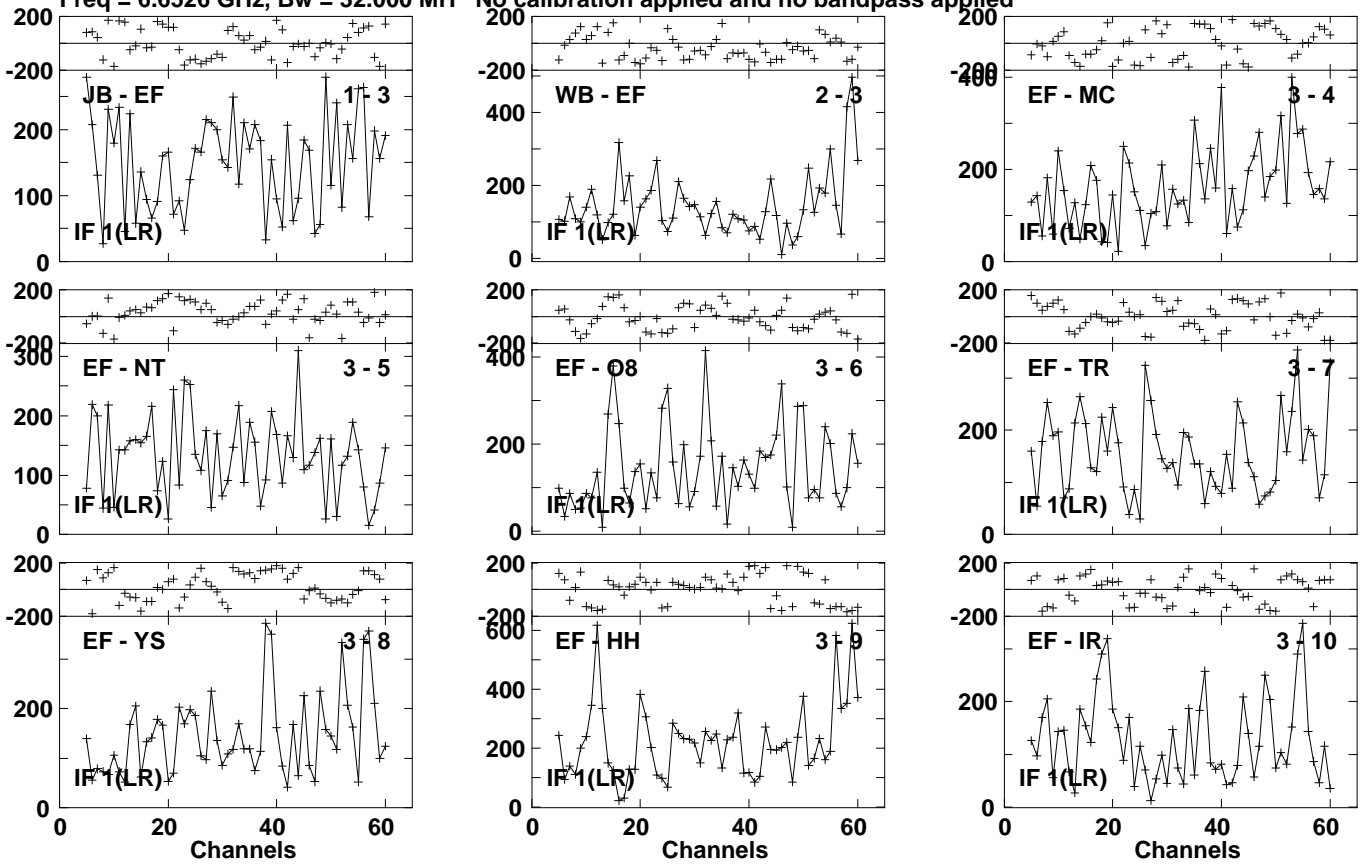 Freq = 6.6526 GHz, Bw = 32.000 MH No calibration applied and no bandpass applied
200 200 200
-200 -200 -200
JB - EF 1 - 3 WB - EF 2 - 3 EF - MC 3 - 4
400 400
200 200
100 200
IF 1(LR) IF 1(LR) IF 1(LR)
0 0 0
200 200 200
-200 -200 -200
300 400
EF - NT 3 - 5 EF - O8 3 - 6 EF - TR 3 - 7
200 200 200
100
IF 1(LR) IF 1(LR) IF 1(LR)
0 0 0
200 200 200
-200 -200 -200
600
EF - YS 3 - 8 EF - HH 3 - 9 EF - IR 3 - 10
400
200 200 200
IF 1(LR) IF 1(LR) IF 1(LR)
0 0 0
0 20 40 60 0 20 40 60 0 20 40 60
Channels Channels Channels